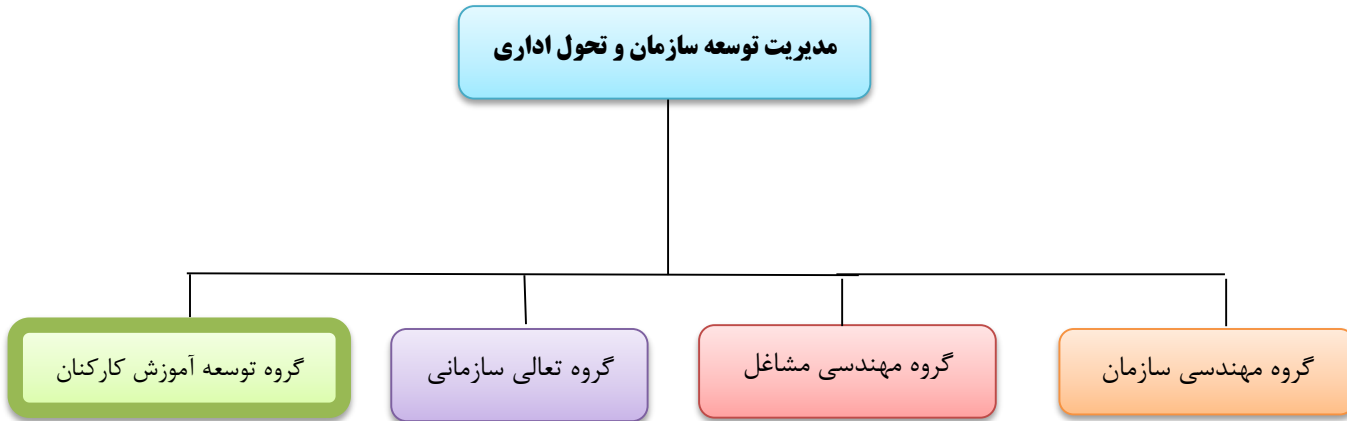 مدیریت توسعه سازمان و تحول اداری
گروه مهندسی سازمان
گروه مهندسی مشاغل
گروه تعالی سازمانی
گروه توسعه آموزش کارکنان